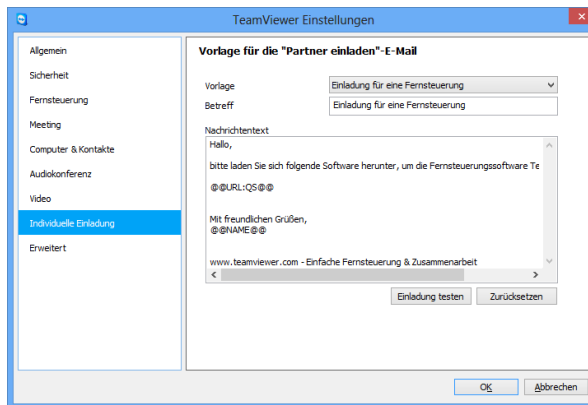 TeamViewer Einstellungen
Allgemein
Sicherheit
Fernsteuerung
Meeting
Computer & Kontakte
Audiokonferenz
Video
Individuelle Einladung
Erweitert
Vorlage für die "Partner einladen"-E-Mail
Vorlage Einladung für eine Fernsteuerung
Betreff Einladung für eine Fernsteuerung
Nachrichtentext
Hallo,
bitte laden Sie sich folgende Software herunter, um die Fernsteuerungssoftware Te
@@URL:QS@@
Mit freundlichen Grüßen,
@@NAME@@
www.teamviewer.com - Einfache Fernsteuerung & Zusammenarbeit
Einladung testen Zurücksetzen
OK Abbrechen